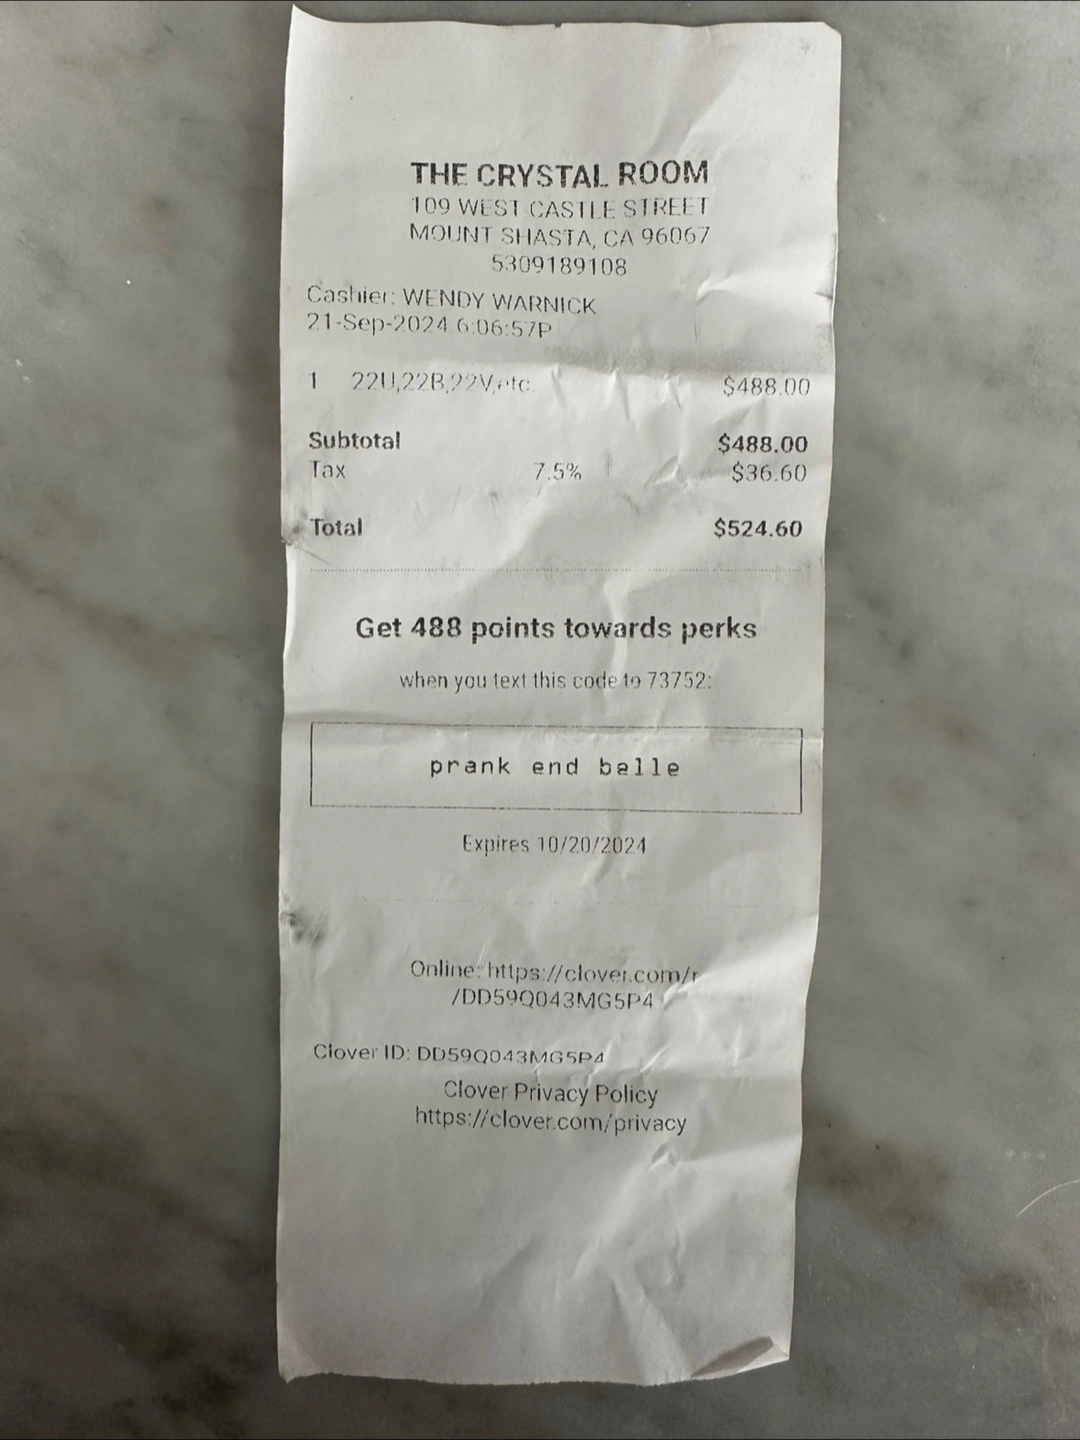 THE CRYSTAL ROOM
109 WEST CASTLE STREET
MOUNT SHASTA, CA 96067
5309189108
Cashier: WENDY WARNICK
21-Sep-2024 6:06:57P
1 22U,22B,22V,etc. $488.00
Subtotal $488.00
Tax 7.5% $36.60
Total $524.60
Get 488 points towards perks
when you text this code to 73752:
prank end belle
Expires 10/20/2024
Online: https://clover.com/r
/DD59Q043MG5P4
Clover ID: DD59Q043MG5P4
Clover Privacy Policy
https://clover.com/privacy